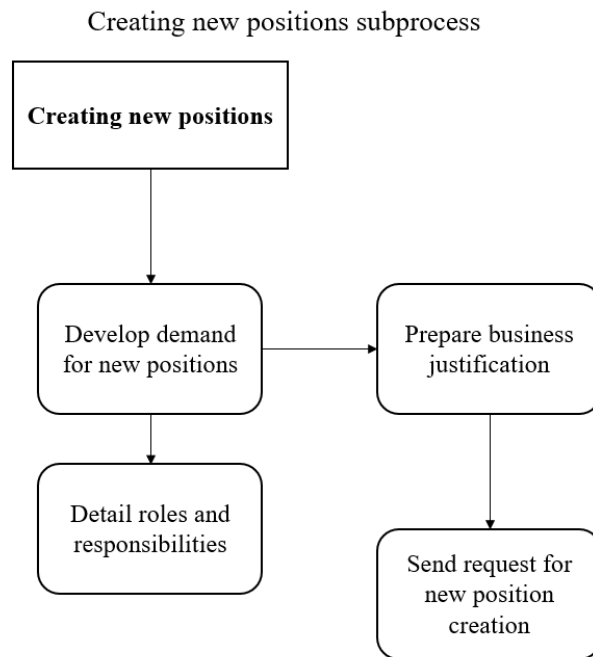 Creating new positions subprocess
Creating new positions
Develop demand
for new positions
Prepare business
justification
Detail roles and
responsibilities
Send request for
new position
creation